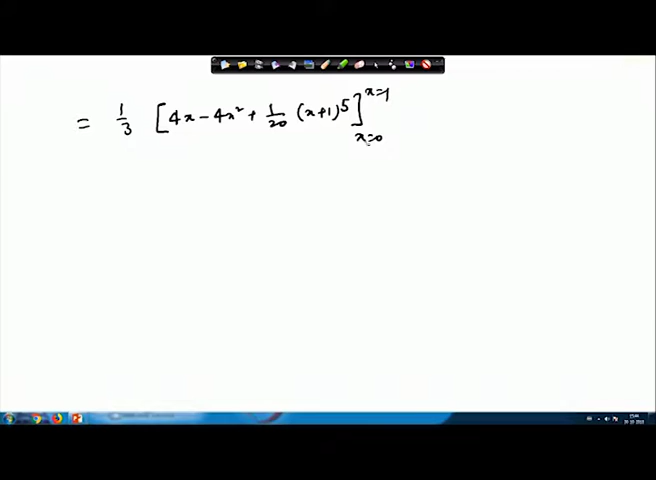 = 1/3 [4x - 4x² + 1/20 (x+1)^5]_{x=0}^{x=1}